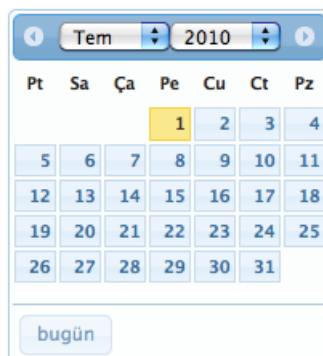 Tem 2010
Pt Sa Ça Pe Cu Ct Pz
1 2 3 4
5 6 7 8 9 10 11
12 13 14 15 16 17 18
19 20 21 22 23 24 25
26 27 28 29 30 31
bugün